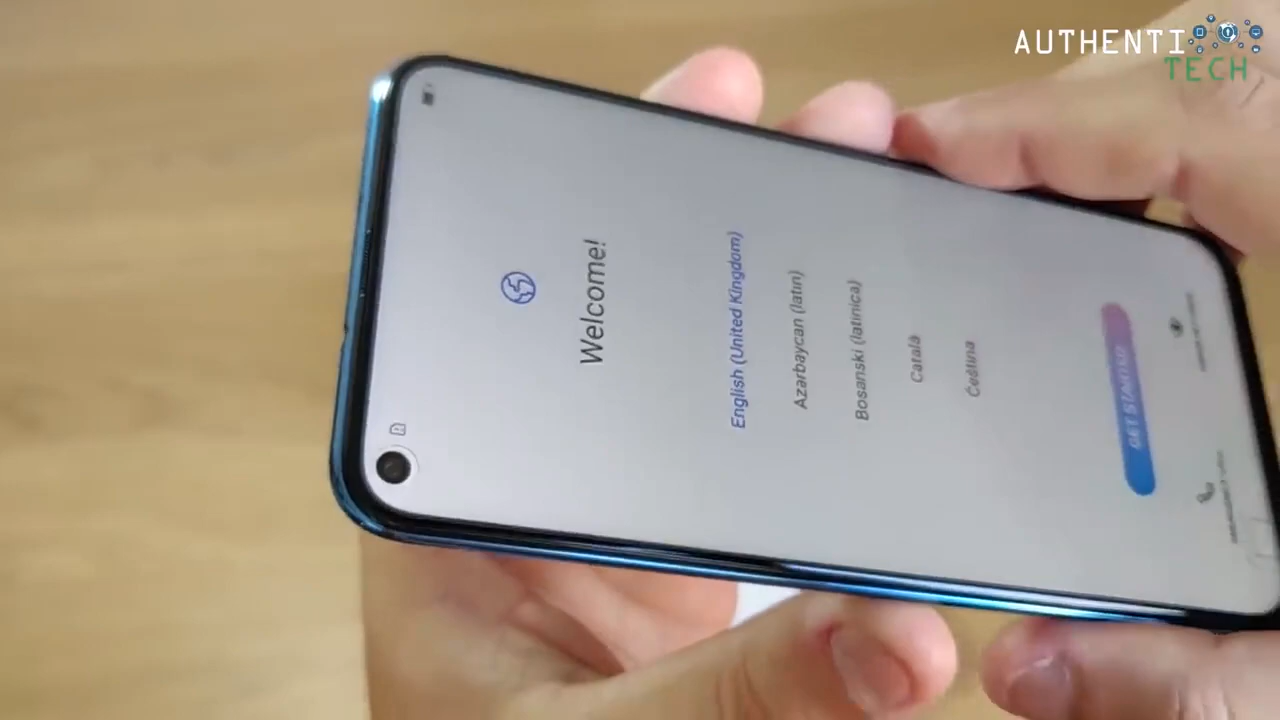 AUTHENTI
TECH
Welcome!
English (United Kingdom)
Azərbaycan (latın)
Bosanski (latinica)
Català
Čeština
GET STARTED